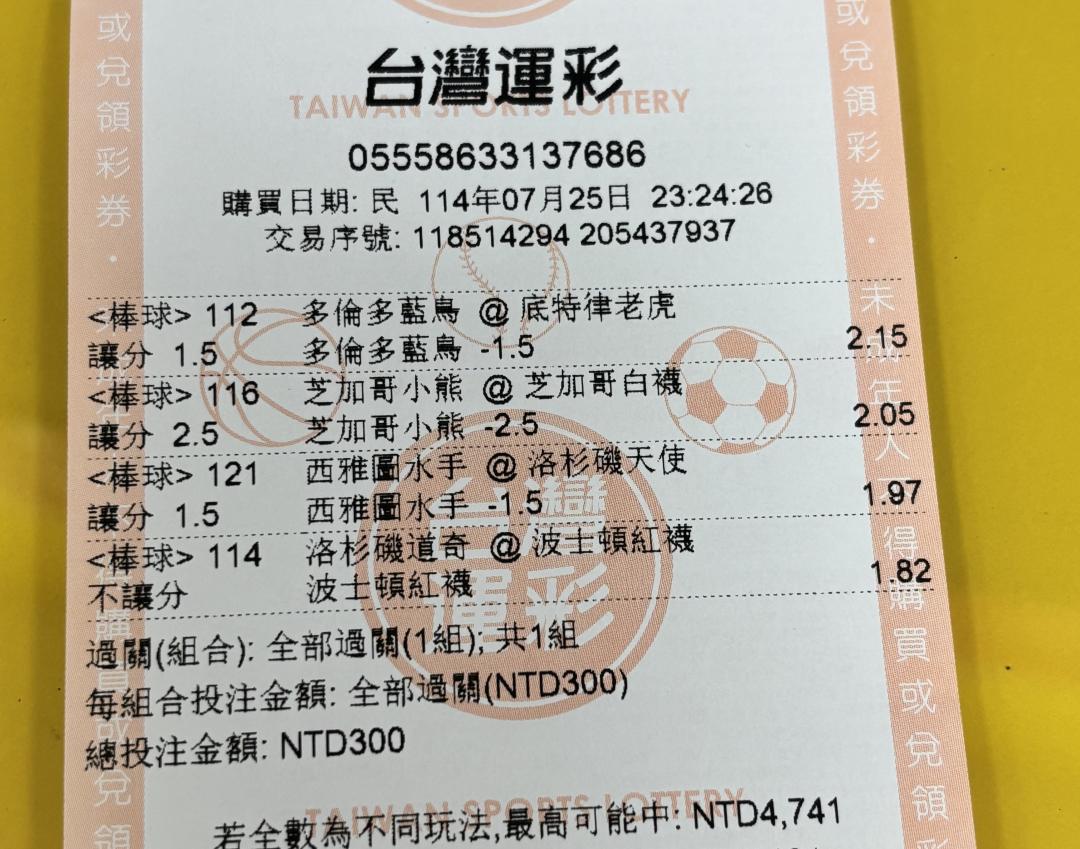 台灣運彩
TAIWAN SPORTS LOTTERY
05558633137686
購買日期: 民 114年07月25日 23:24:26
交易序號: 118514294 205437937
<棒球> 112 多倫多藍鳥 @ 底特律老虎
讓分 1.5 多倫多藍鳥 -1.5 2.15
<棒球> 116 芝加哥小熊 @ 芝加哥白襪
讓分 2.5 芝加哥小熊 -2.5 2.05
<棒球> 121 西雅圖水手 @ 洛杉磯天使
讓分 1.5 西雅圖水手 -1.5 1.97
<棒球> 114 洛杉磯道奇 @ 波士頓紅襪
不讓分 波士頓紅襪 1.82
台灣
運彩
過關(組合): 全部過關(1組); 共1組
每組合投注金額: 全部過關(NTD300)
總投注金額: NTD300
TAIWAN SPORTS LOTTERY
若全數為不同玩法,最高可能中: NTD4,741
或兌領彩券·
或兌領彩券·未
人得購買或兌領彩
購買或兌領